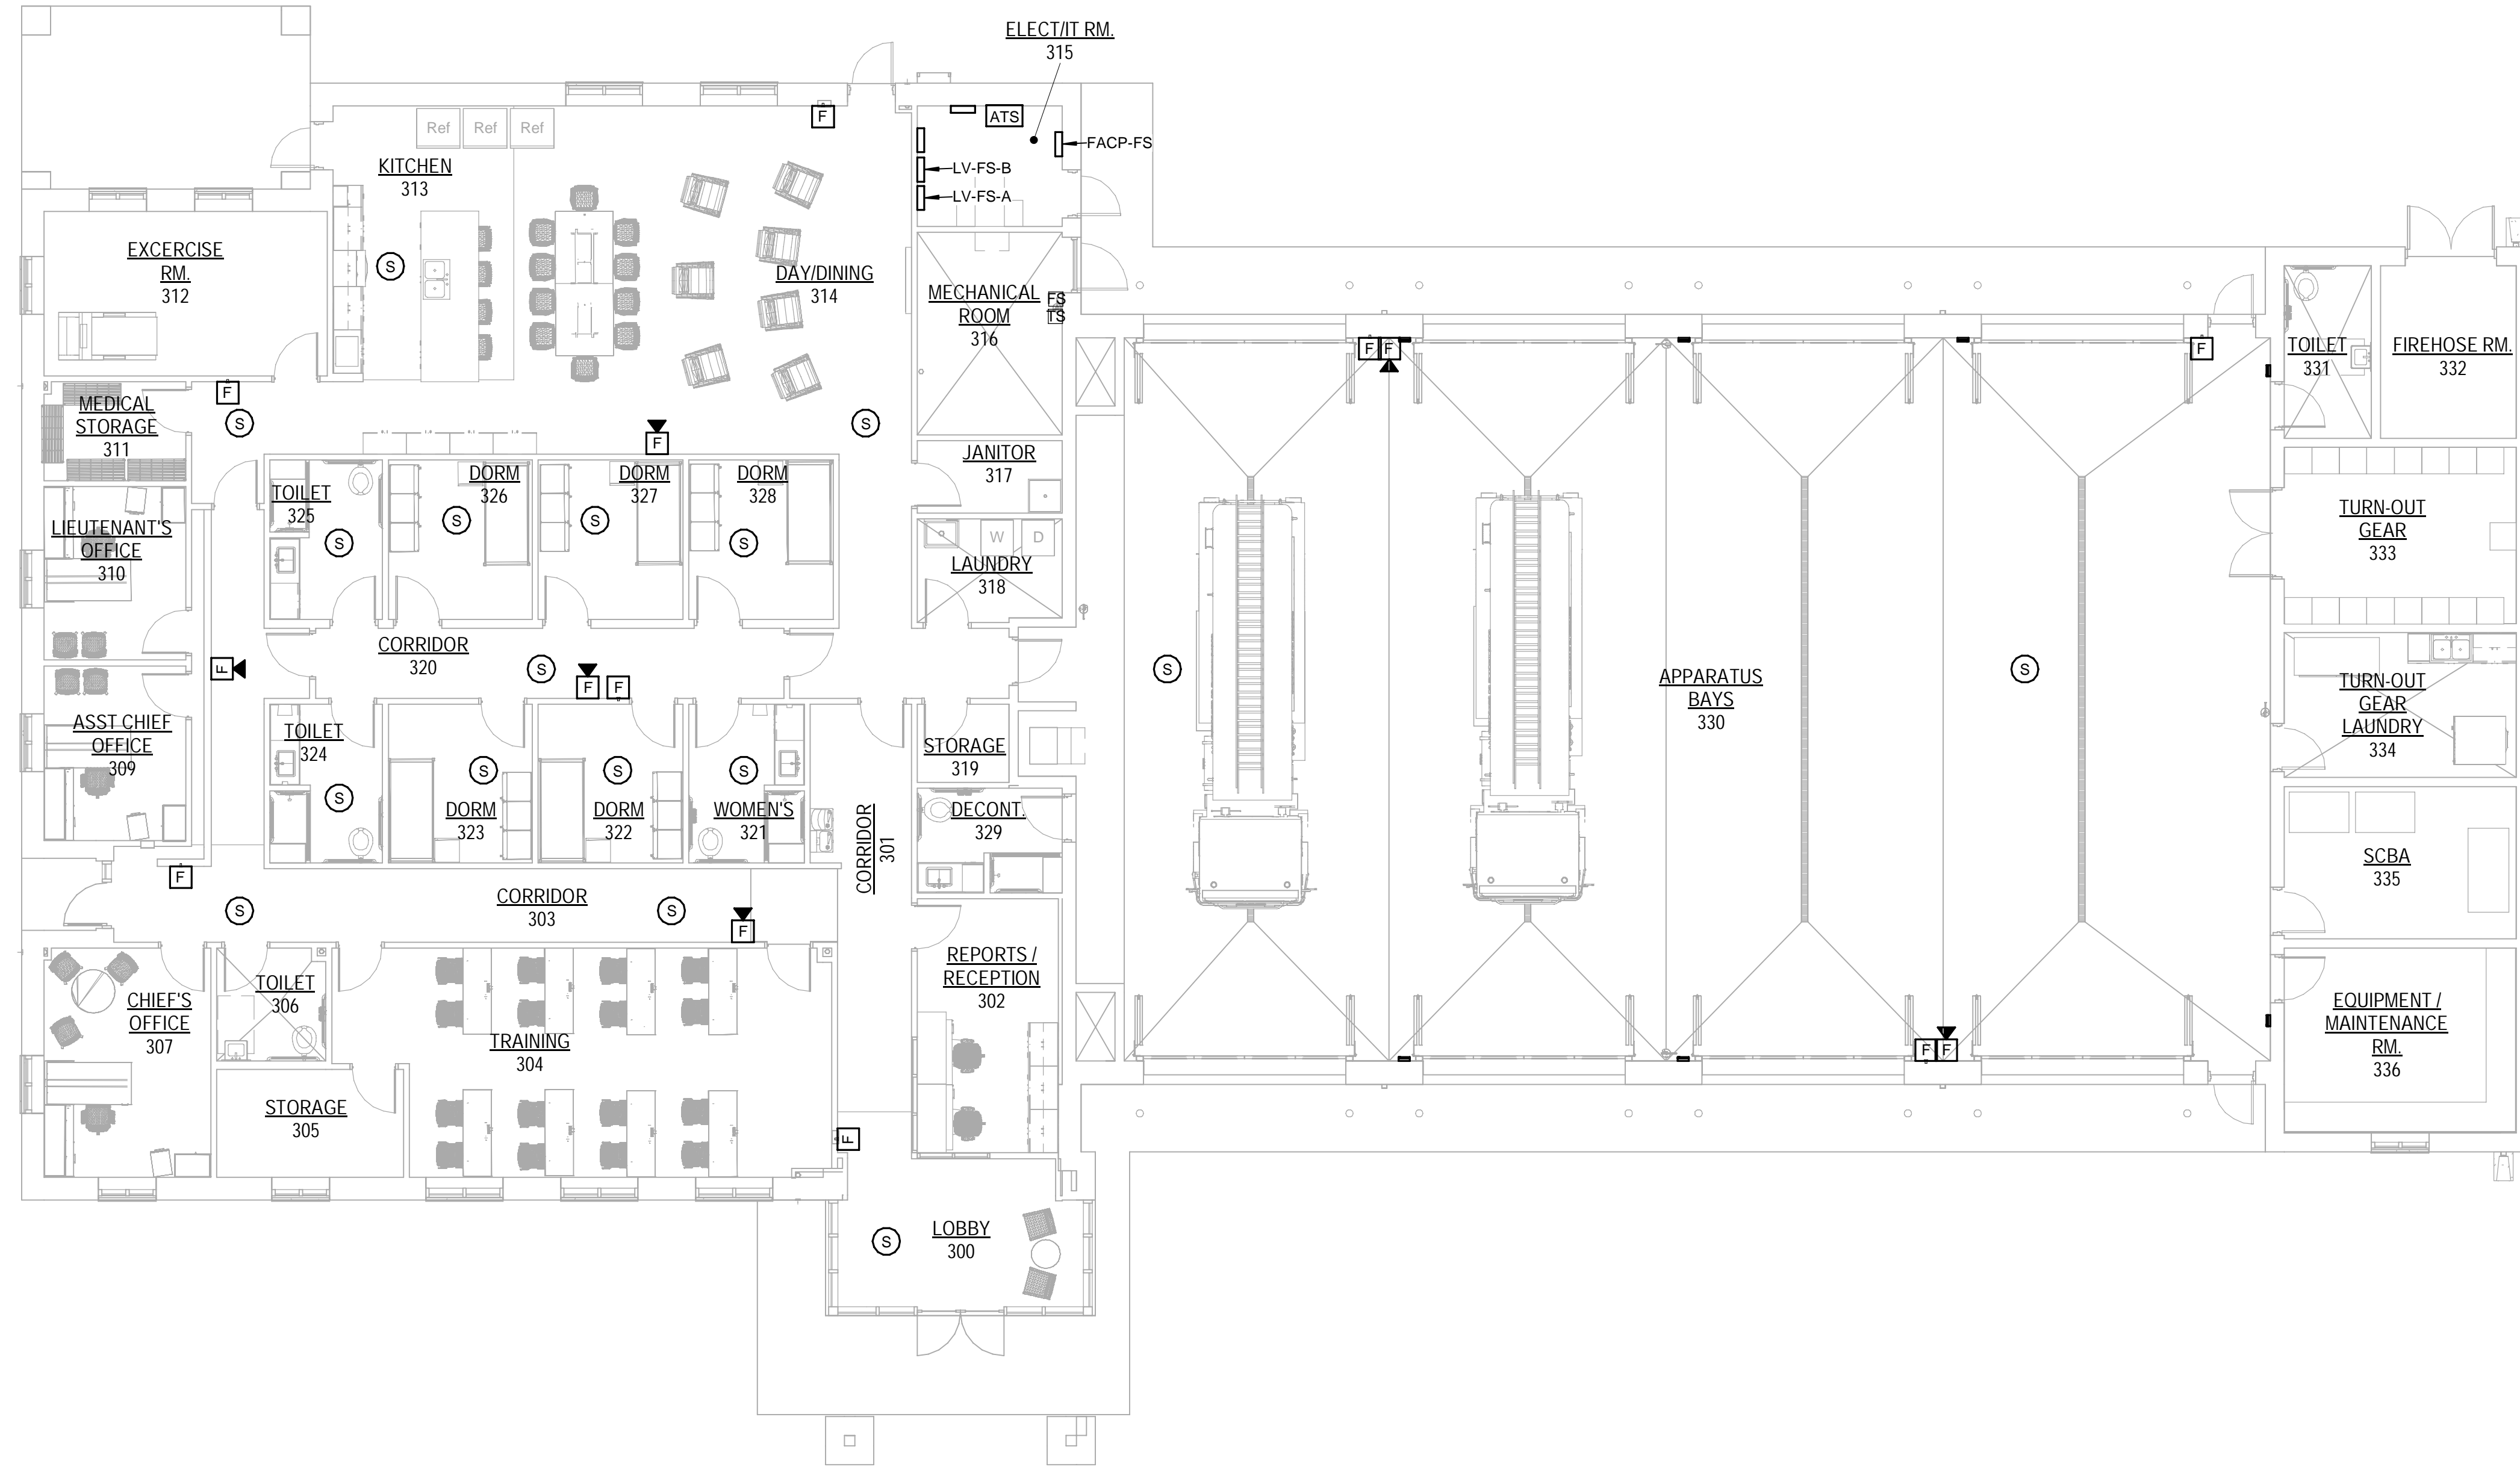 ELECT/IT RM.
315
F
ATS
FACP-FS
LV-FS-B
LV-FS-A
Ref
Ref
Ref
KITCHEN
313
S
EXCERCISE
RM.
312
DAY/DINING
314
MECHANICAL
ROOM
316
FS
TS
F
F
F
TOILET
331
FIREHOSE RM.
332
F
MEDICAL
STORAGE
311
S
F
S
JANITOR
317
TOILET
325
DORM
326
DORM
327
DORM
328
S
S
S
S
LIEUTENANT'S
OFFICE
310
W
D
LAUNDRY
318
TURN-OUT
GEAR
333
CORRIDOR
320
F
S
F
F
S
APPARATUS
BAYS
330
S
TURN-OUT
GEAR
LAUNDRY
334
ASST CHIEF
OFFICE
309
TOILET
324
S
S
S
S
DORM
323
DORM
322
WOMEN'S
321
STORAGE
319
CORRIDOR
301
DECONT.
329
SCBA
335
F
S
CORRIDOR
303
S
F
REPORTS /
RECEPTION
302
CHIEF'S
OFFICE
307
TOILET
306
TRAINING
304
STORAGE
305
F
F
F
EQUIPMENT /
MAINTENANCE
RM.
336
S
LOBBY
300